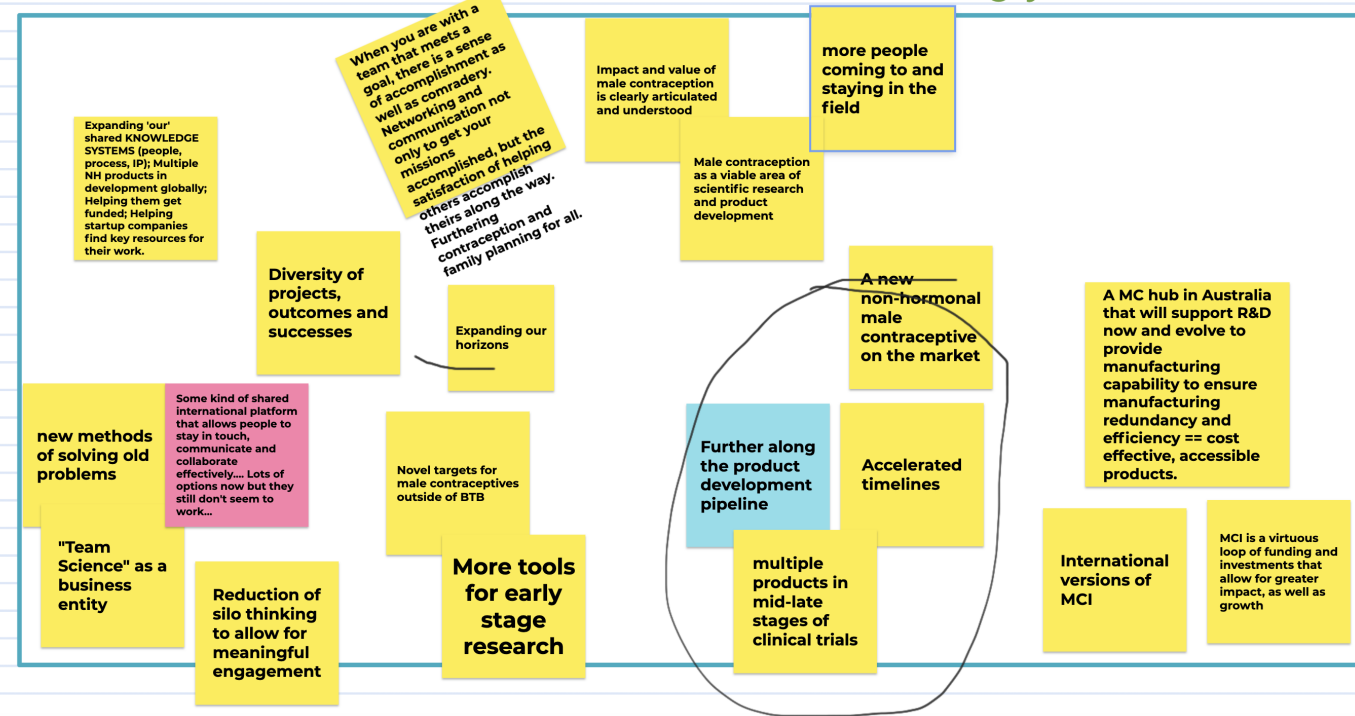 When you are with a
team that meets a
goal, there is a sense
of accomplishment as
well as comradery.
Networking and
communication not
only to get your
missions
accomplished, but the
satisfaction of helping
others accomplish
theirs along the way.
Furthering
contraception and
family planning for all.
Impact and value of
male contraception
is clearly articulated
and understood
more people
coming to and
staying in the
field
Expanding 'our'
shared KNOWLEDGE
SYSTEMS (people,
process, IP); Multiple
NH products in
development globally;
Helping them get
funded; Helping
startup companies
find key resources for
their work.
Male contraception
as a viable area of
scientific research
and product
development
Diversity of
projects,
outcomes and
successes
Expanding our
horizons
A new
non-hormonal
male
contraceptive
on the market
A MC hub in Australia
that will support R&D
now and evolve to
provide
manufacturing
capability to ensure
manufacturing
redundancy and
efficiency == cost
effective, accessible
products.
new methods
of solving old
problems
Some kind of shared
international platform
that allows people to
stay in touch,
communicate and
collaborate
effectively.... Lots of
options now but they
still don't seem to
work...
Novel targets for
male contraceptives
outside of BTB
Further along
the product
development
pipeline
Accelerated
timelines
"Team
Science" as a
business
entity
Reduction of
silo thinking
to allow for
meaningful
engagement
More tools
for early
stage
research
multiple
products in
mid-late
stages of
clinical trials
International
versions of
MCI
MCI is a virtuous
loop of funding and
investments that
allow for greater
impact, as well as
growth